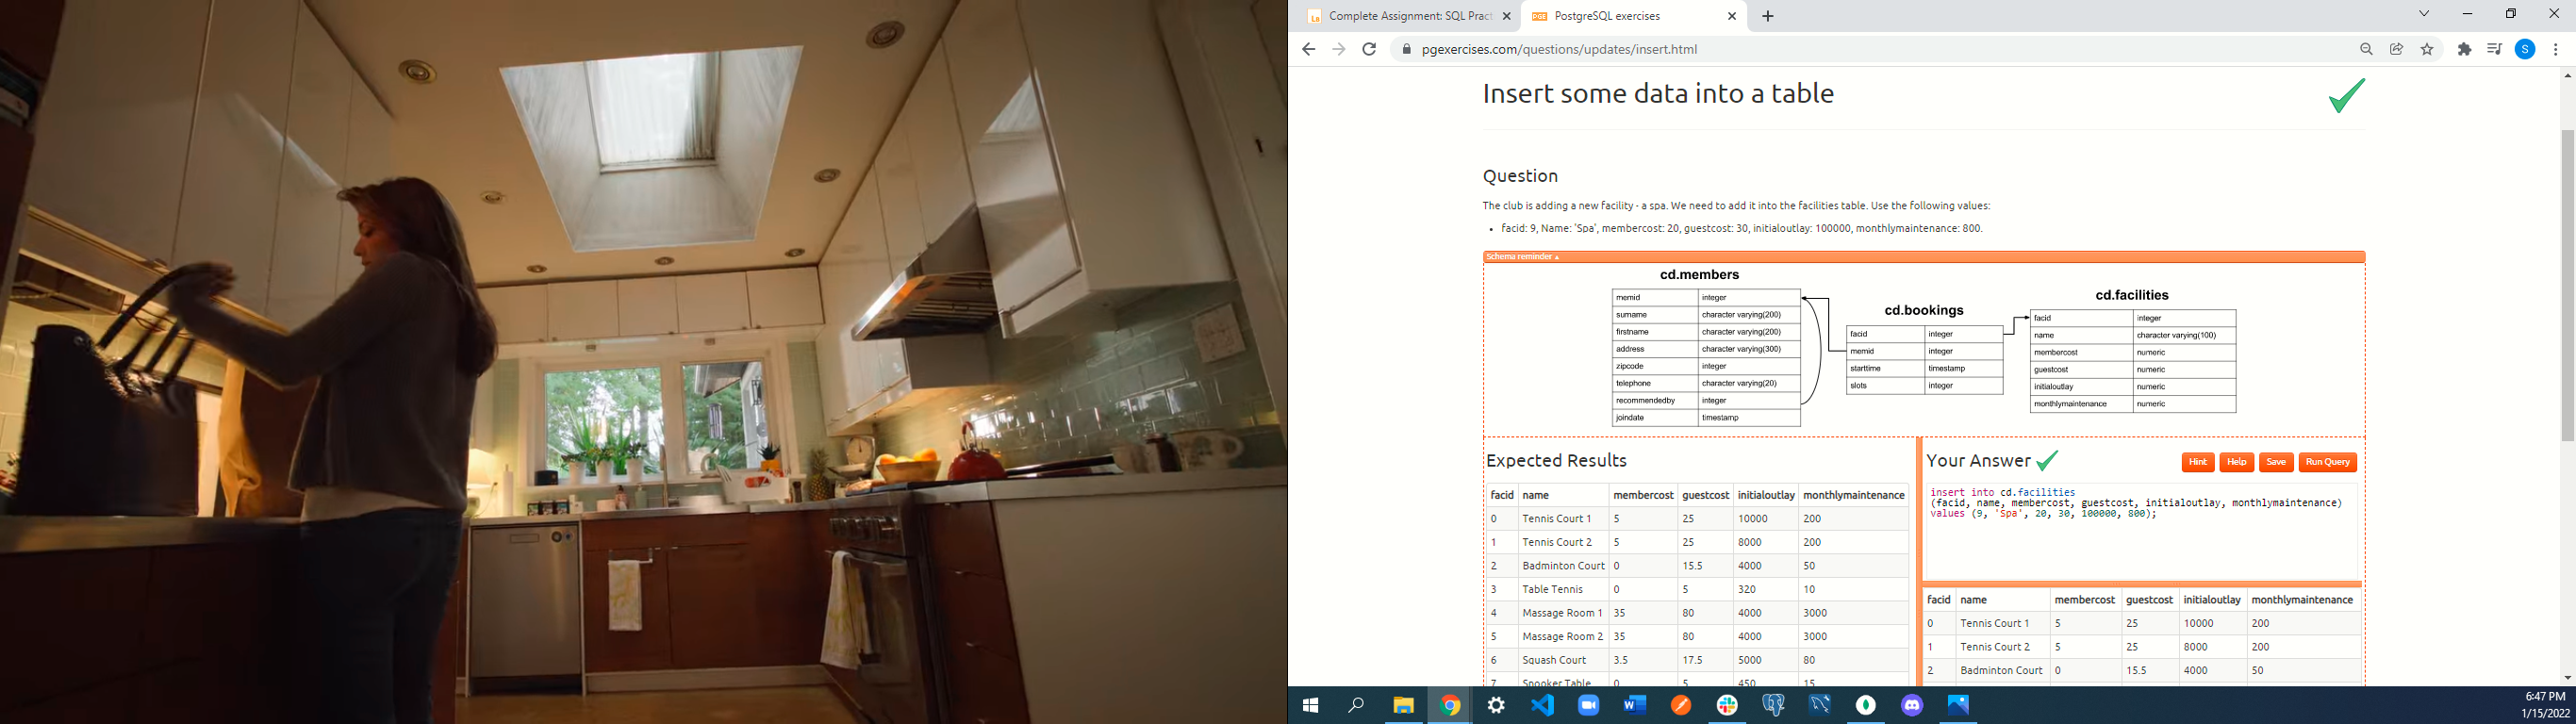 Complete Assignment: SQL Pract
PostgreSQL exercises
pgexercises.com/questions/updates/insert.html
S
Insert some data into a table
Question
The club is adding a new facility - a spa. We need to add it into the facilities table. Use the following values:
• facid: 9, Name: 'Spa', membercost: 20, guestcost: 30, initialoutlay: 100000, monthlymaintenance: 800.
Schema reminder ▴
cd.members
memid integer
surname character varying(200)
firstname character varying(200)
address character varying(300)
zipcode integer
telephone character varying(20)
recommendedby integer
joindate timestamp
cd.bookings
facid integer
memid integer
starttime timestamp
slots integer
cd.facilities
facid integer
name character varying(100)
membercost numeric
guestcost numeric
initialoutlay numeric
monthlymaintenance numeric
Expected Results
facid name membercost guestcost initialoutlay monthlymaintenance
0 Tennis Court 1 5 25 10000 200
1 Tennis Court 2 5 25 8000 200
2 Badminton Court 0 15.5 4000 50
3 Table Tennis 0 5 320 10
4 Massage Room 1 35 80 4000 3000
5 Massage Room 2 35 80 4000 3000
6 Squash Court 3.5 17.5 5000 80
7 Snooker Table 0 5 450 15
Your Answer
Hint Help Save Run Query
insert into cd.facilities
(facid, name, membercost, guestcost, initialoutlay, monthlymaintenance)
values (9, 'Spa', 20, 30, 100000, 800);
facid name membercost guestcost initialoutlay monthlymaintenance
0 Tennis Court 1 5 25 10000 200
1 Tennis Court 2 5 25 8000 200
2 Badminton Court 0 15.5 4000 50
6:47 PM
1/15/2022